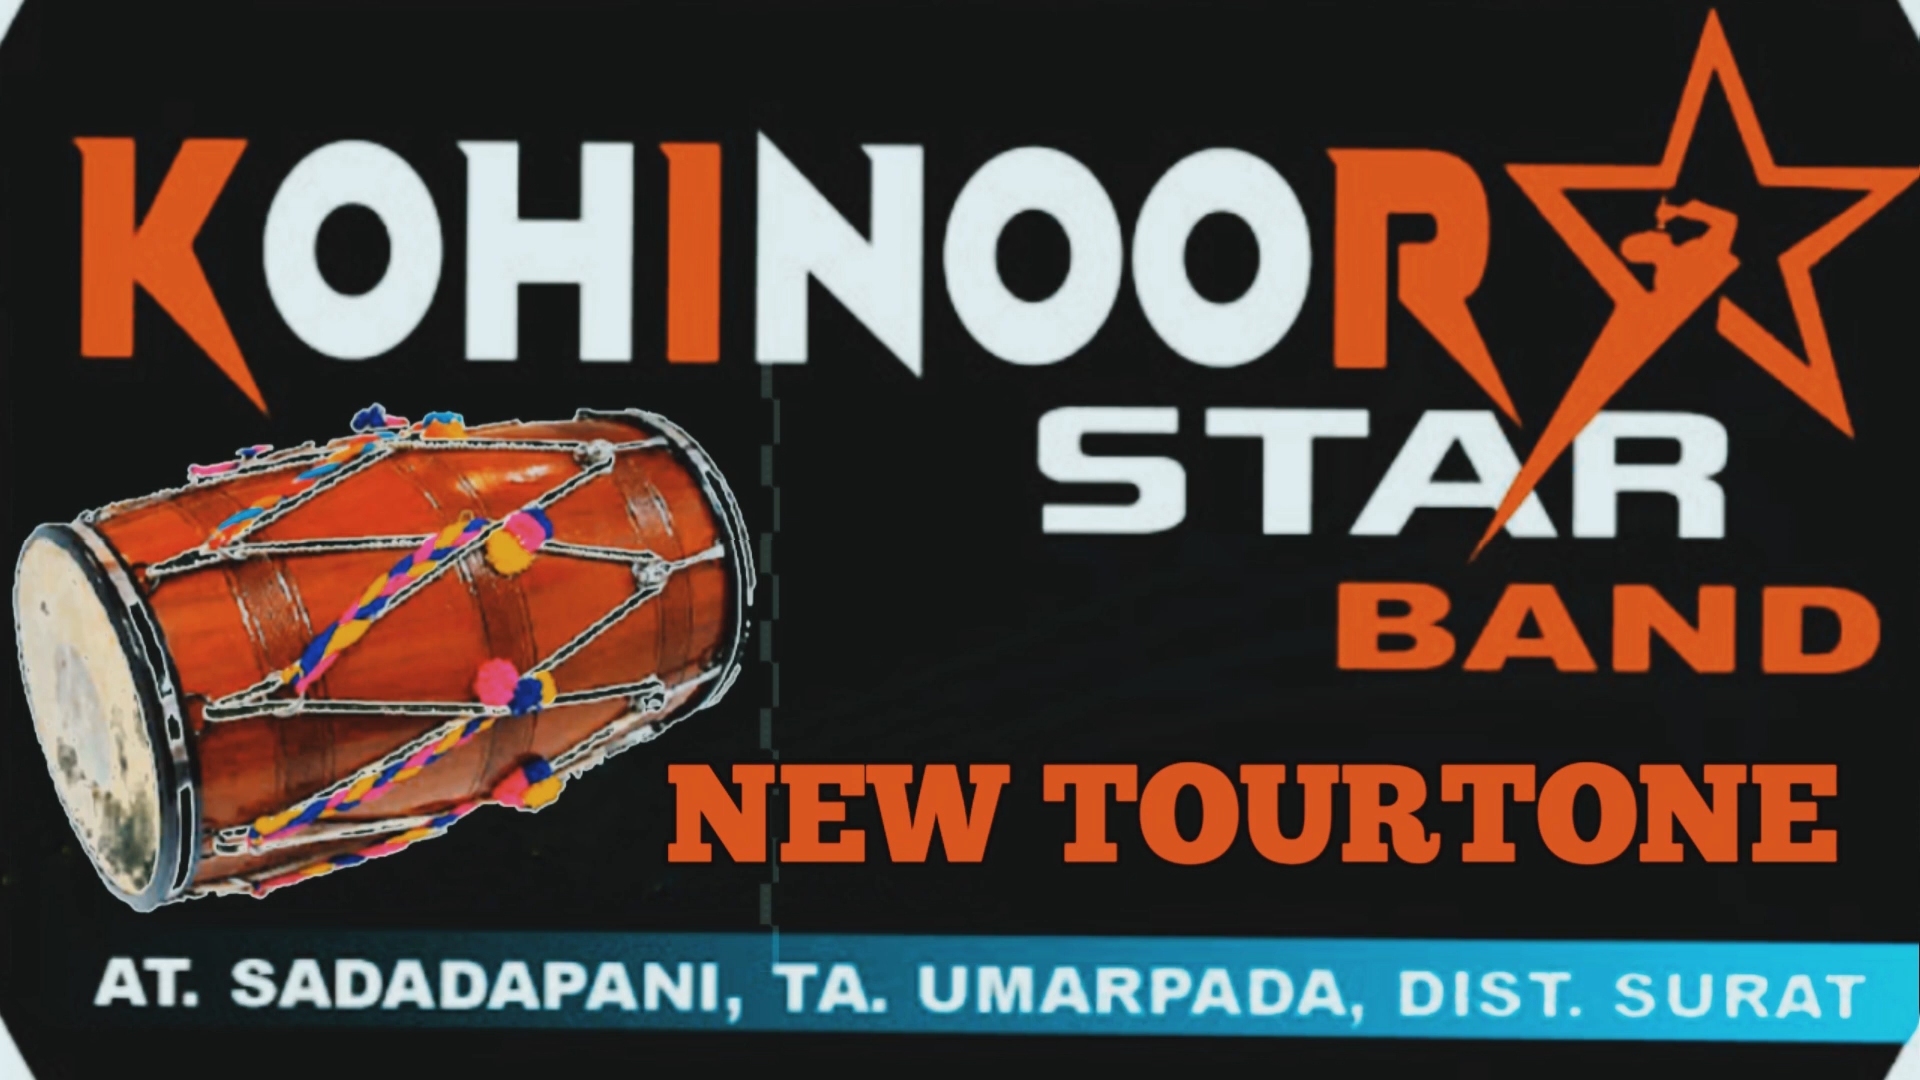 KOHINOOR
STAR
BAND
NEW TOURTONE
AT. SADADAPANI, TA. UMARPADA, DIST. SURAT